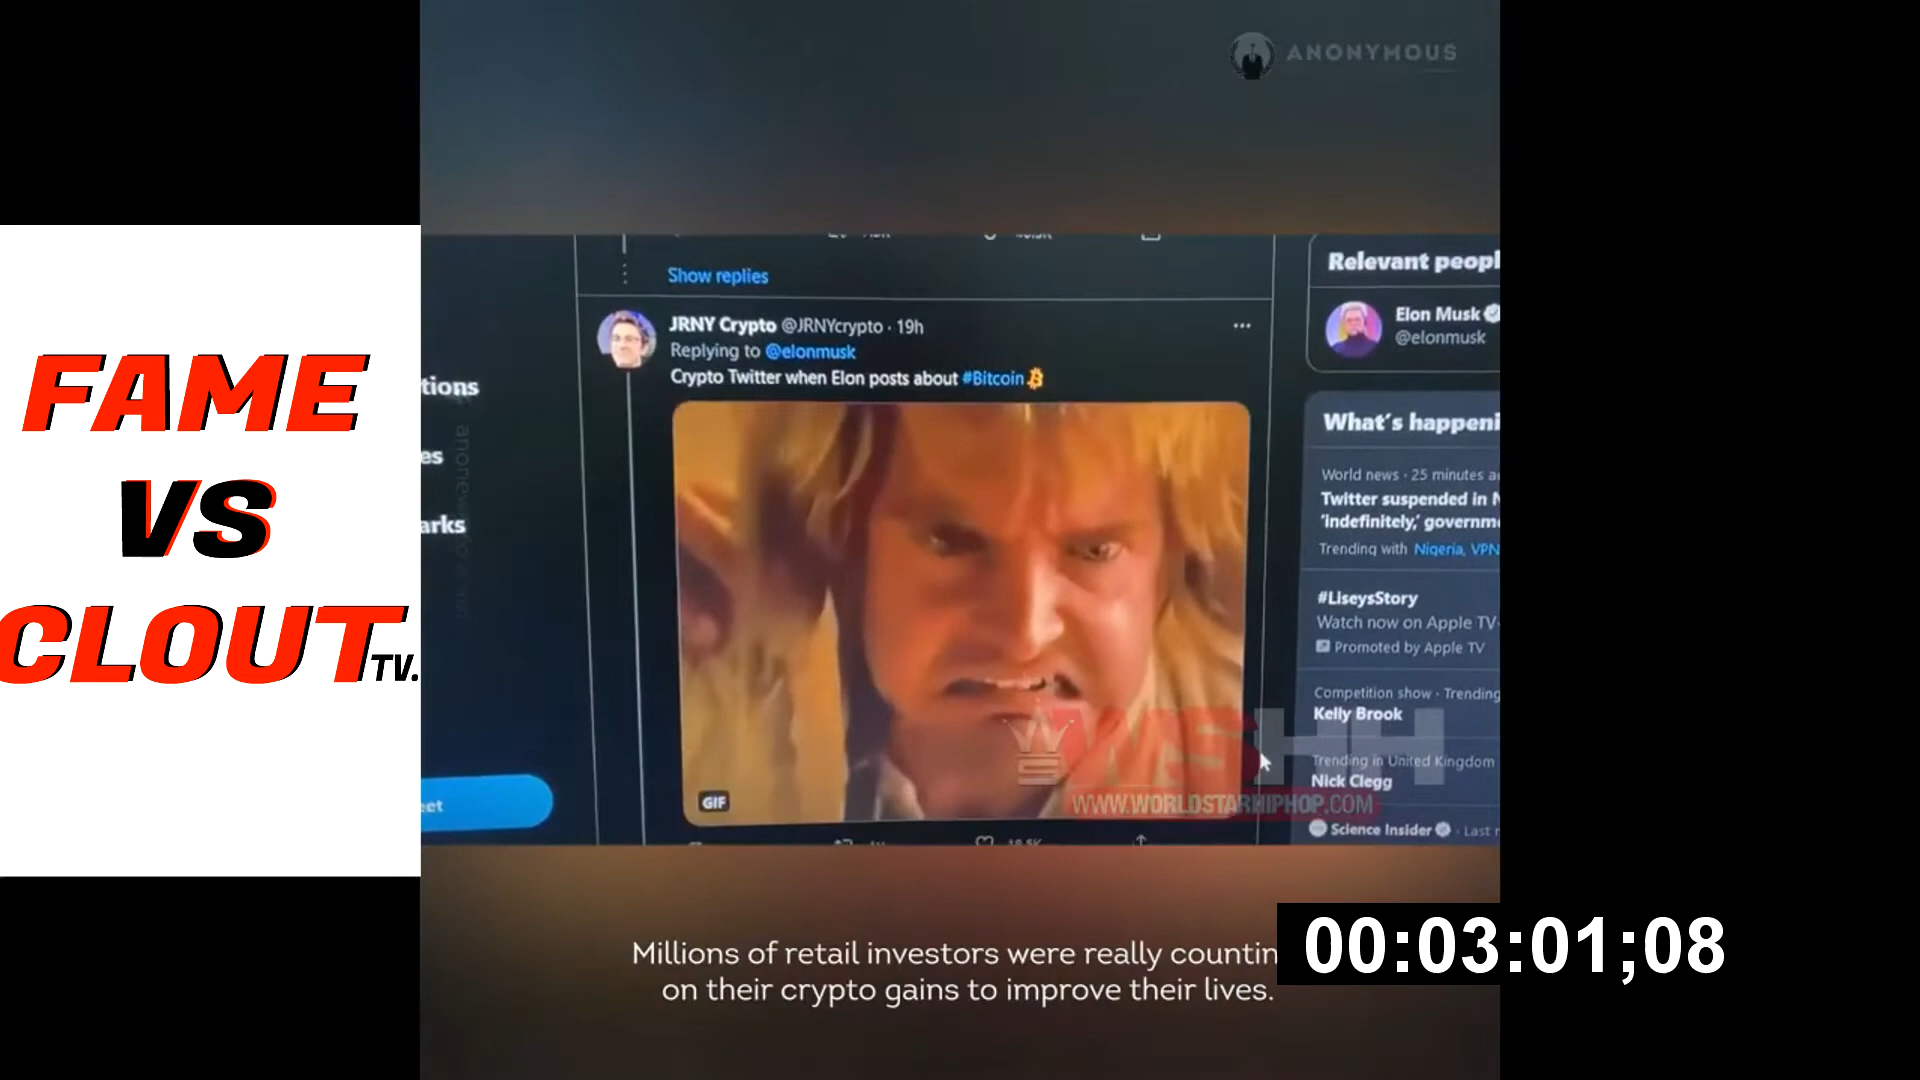 ANONYMOUS
FAME
VS
CLOUT TV.
tions
es
arks
eet
Show replies
JRNY Crypto @JRNYcrypto · 19h
Replying to @elonmusk
Crypto Twitter when Elon posts about #Bitcoin
GIF
Relevant peopl
Elon Musk
@elonmusk
What's happeni
World news · 25 minutes a
Twitter suspended in N
'indefinitely,' governme
Trending with Nigeria, VPN
#LiseysStory
Watch now on Apple TV
Promoted by Apple TV
Competition show · Trending
Kelly Brook
Trending in United Kingdom
Nick Clegg
Science Insider · Last
WSHH
WWW.WORLDSTARHIPHOP.COM
Millions of retail investors were really countin
on their crypto gains to improve their lives.
00:03:01;08